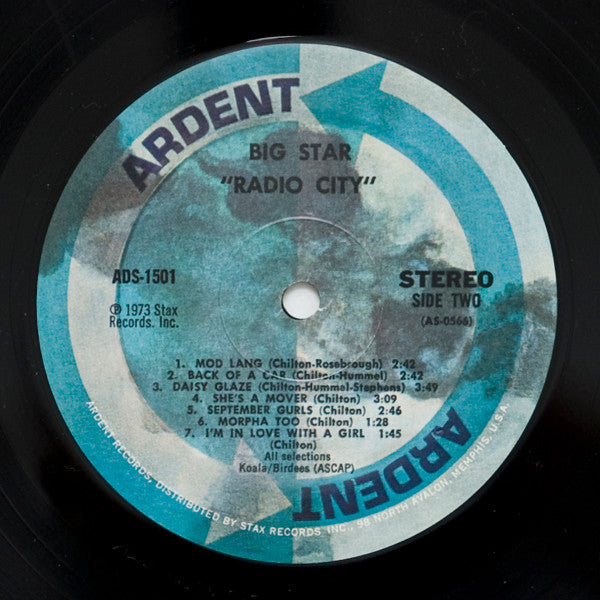 ARDENT
BIG STAR
"RADIO CITY"
ADS-1501
℗ 1973 Stax
Records. Inc.
STEREO
SIDE TWO
(AS-0566)
1. MOD LANG (Chilton-Rosebrough) 2:42
2. BACK OF A CAR (Chilton-Hummel) 2:42
3. DAISY GLAZE (Chilton-Hummel-Stephens) 3:49
4. SHE'S A MOVER (Chilton) 3:09
5. SEPTEMBER GURLS (Chilton) 2:46
6. MORPHA TOO (Chilton) 1:28
7. I'M IN LOVE WITH A GIRL 1:45
(Chilton)
All selections
Koala/Birdees (ASCAP)
ARDENT
ARDENT RECORDS, DISTRIBUTED BY STAX RECORDS INC., 98 NORTH AVALON, MEMPHIS, U.S.A.